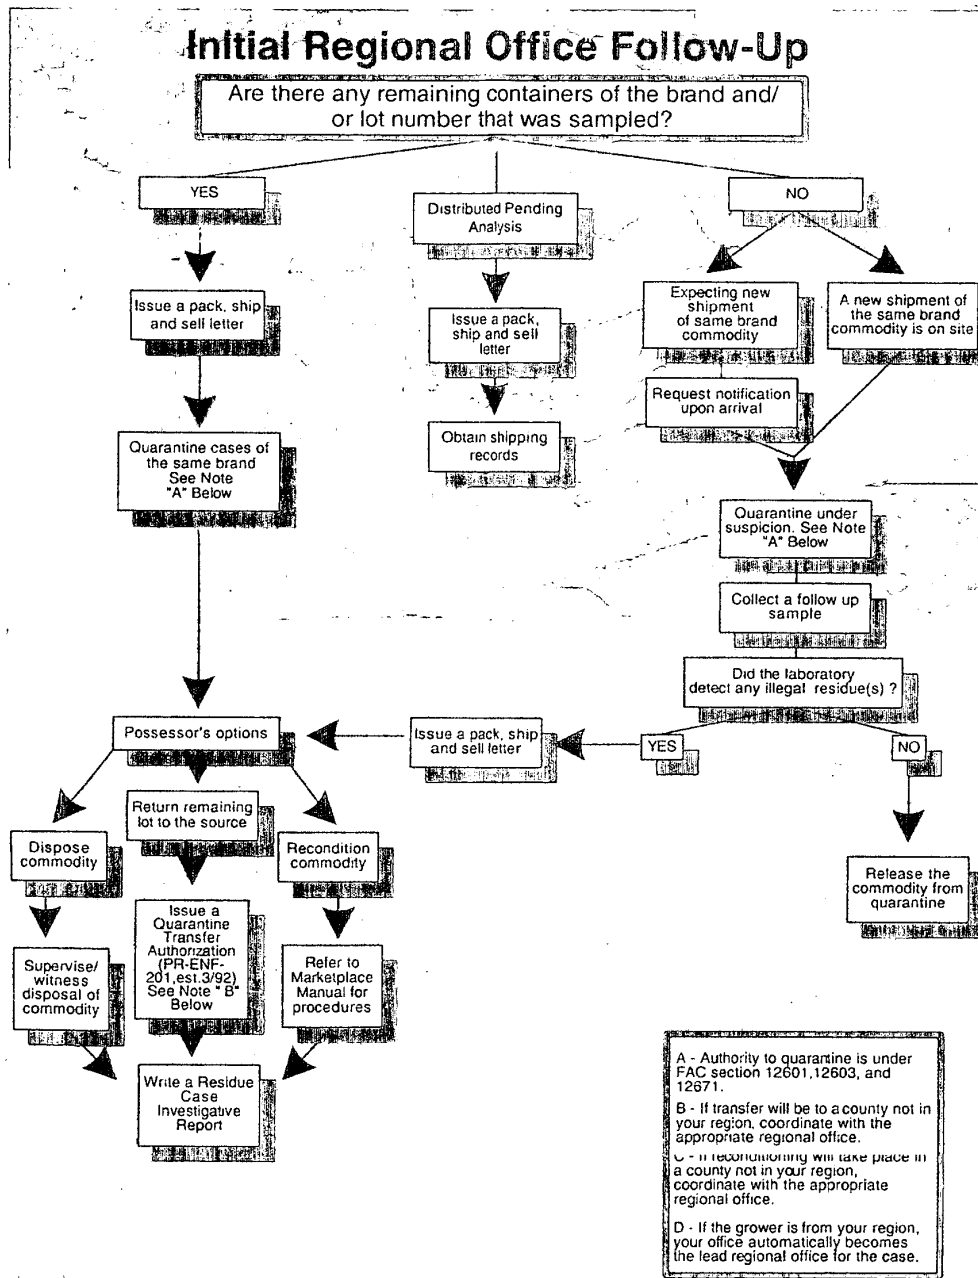 Initial Regional Office Follow-Up
Are there any remaining containers of the brand and/
or lot number that was sampled?
YES
Distributed Pending
Analysis
NO
Issue a pack, ship
and sell letter
Issue a pack,
ship and sell
letter
Expecting new
shipment
of same brand
commodity
A new shipment of
the same brand
commodity is on site
Request notification
upon arrival
Quarantine cases of
the same brand
See Note
"A" Below
Obtain shipping
records
Quarantine under
suspicion. See Note
"A" Below
Collect a follow up
sample
Did the laboratory
detect any illegal residue(s) ?
Possessor's options
Issue a pack, ship
and sell letter
YES
NO
Return remaining
lot to the source
Dispose
commodity
Recondition
commodity
Release the
commodity from
quarantine
Issue a
Quarantine
Transfer
Authorization
(PR-ENF-
201,est.3/92)
See Note " B"
Below
Supervise/
witness
disposal of
commodity
Refer to
Marketplace
Manual for
procedures
Write a Residue
Case
Investigative
Report
A - Authority to quarantine is under
FAC section 12601,12603, and
12671.
B - If transfer will be to a county not in
your region, coordinate with the
appropriate regional office.
C - If reconditioning will take place in
a county not in your region,
coordinate with the appropriate
regional office.
D - If the grower is from your region,
your office automatically becomes
the lead regional office for the case.